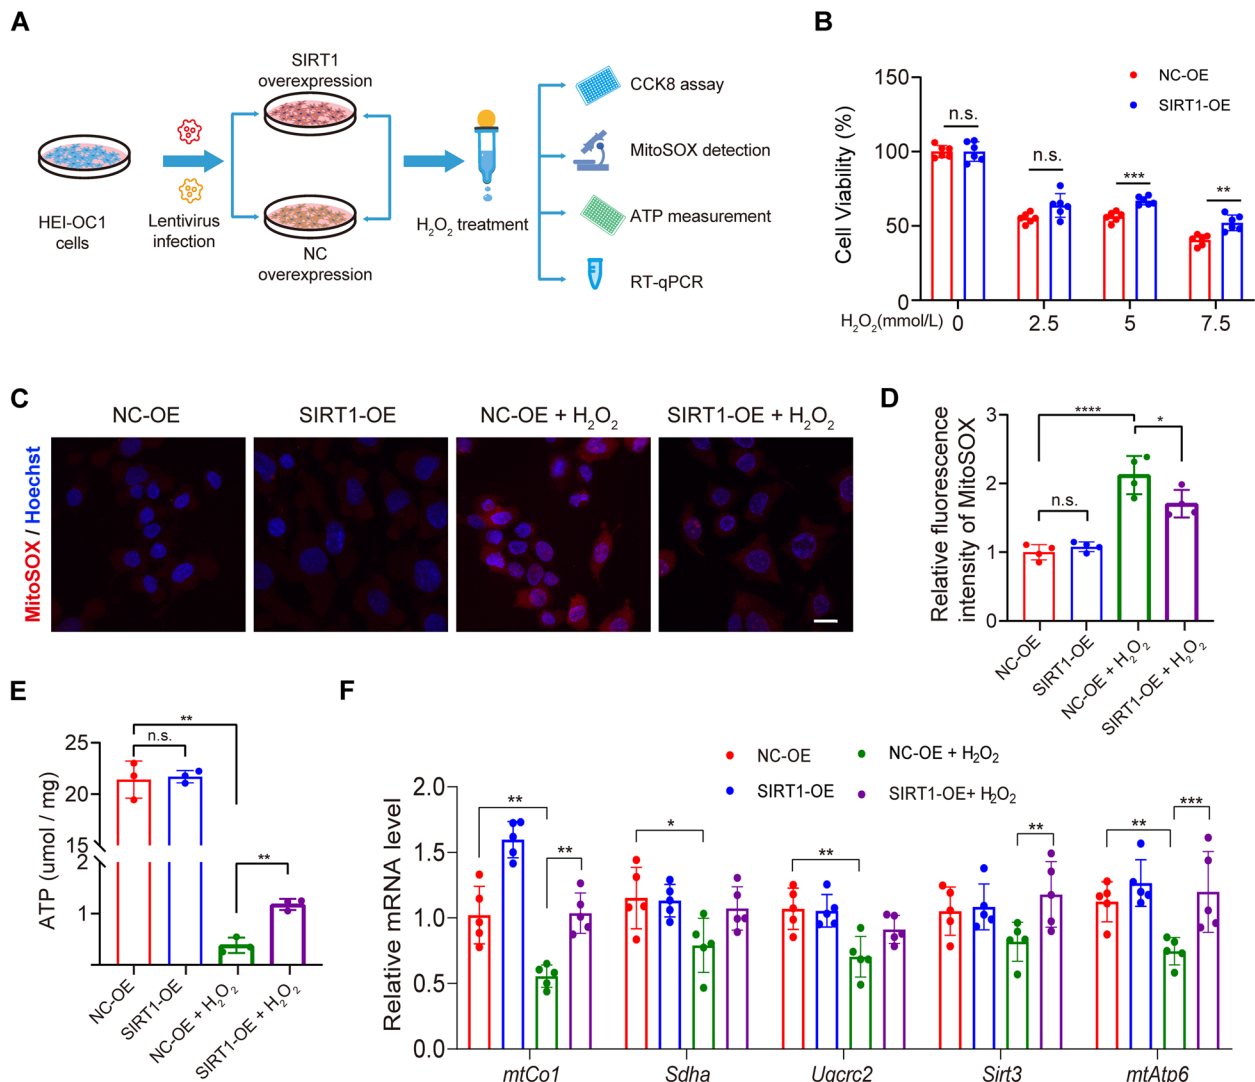 A
SIRT1
overexpression
HEI-OC1
cells
Lentivirus
infection
NC
overexpression
H₂O₂ treatment
CCK8 assay
MitoSOX detection
ATP measurement
RT-qPCR
B
Cell Viability (%)
150
100
50
0
NC-OE
SIRT1-OE
n.s.
n.s.
***
**
H₂O₂(mmol/L)
0
2.5
5
7.5
C
NC-OE
SIRT1-OE
NC-OE + H₂O₂
SIRT1-OE + H₂O₂
MitoSOX / Hoechst
D
Relative fluorescence
intensity of MitoSOX
3
2
1
0
****
*
n.s.
NC-OE
SIRT1-OE
NC-OE + H₂O₂
SIRT1-OE + H₂O₂
E
ATP (umol / mg)
25
20
15
2
1
**
n.s.
**
NC-OE
SIRT1-OE
NC-OE + H₂O₂
SIRT1-OE + H₂O₂
F
Relative mRNA level
2.0
1.5
1.0
0.5
0.0
NC-OE
SIRT1-OE
NC-OE + H₂O₂
SIRT1-OE+ H₂O₂
**
**
*
**
**
**
***
mtCo1
Sdha
Uqcrc2
Sirt3
mtAtp6